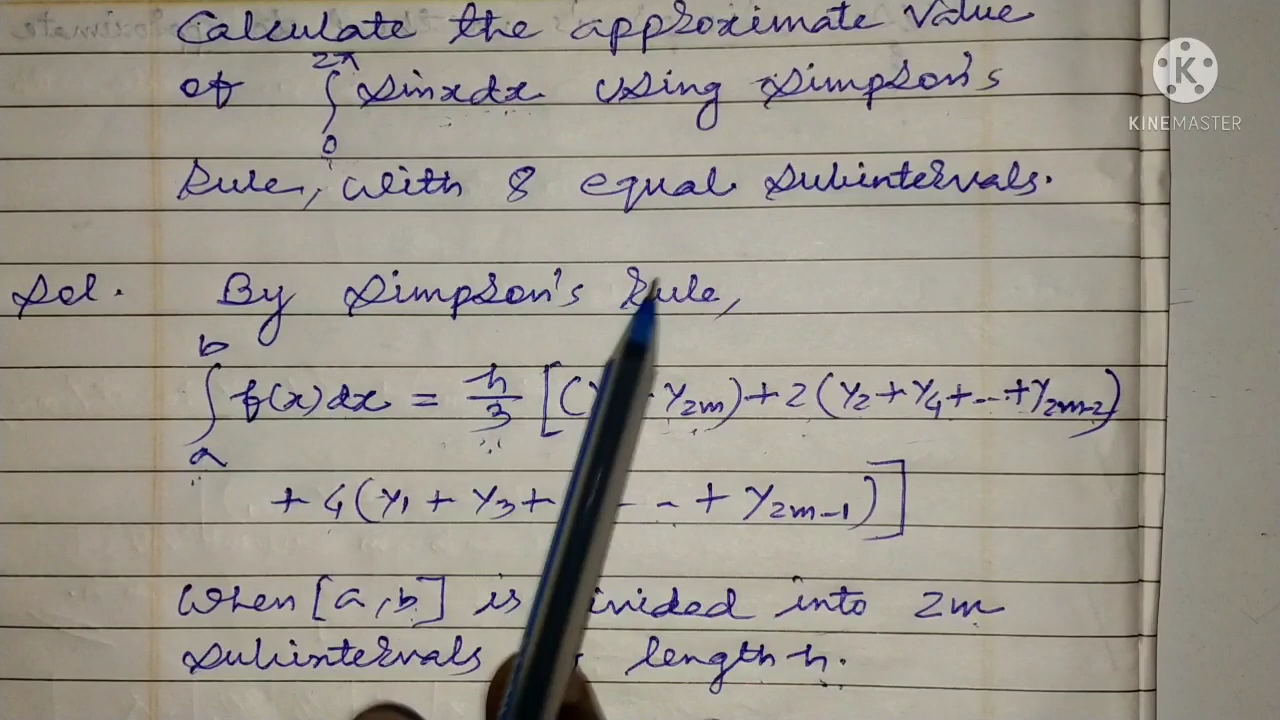 Calculate the approximate value
of ∫₀^2π sinx dx using Simpson's
Rule, with 8 equal subintervals.
KINEMASTER
Sol. By Simpson's Rule,
∫ₐᵇ f(x)dx = h/3 [( Y₂ₘ) + 2 (Y₂ + Y₄ + ... + Y₂ₘ₋₂)
+ 4 (Y₁ + Y₃ + - - + Y₂ₘ₋₁)]
When [a, b] is divided into 2m
subintervals length h.